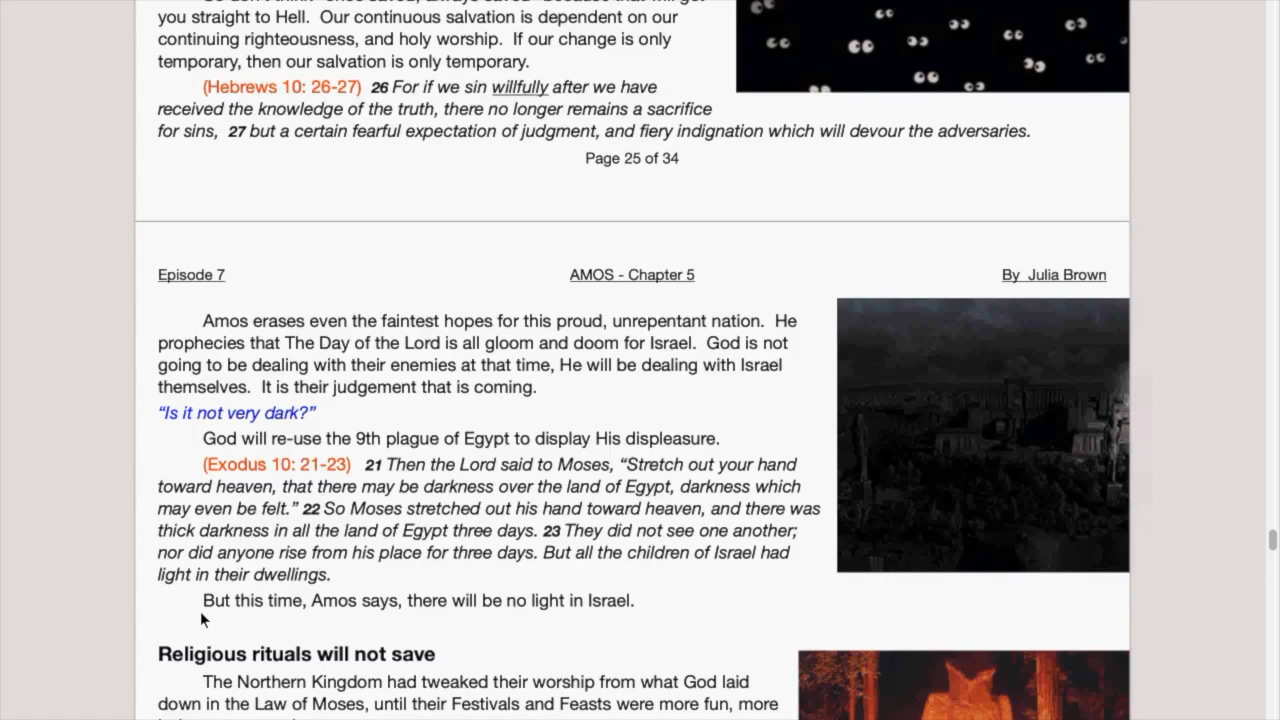 you straight to Hell.  Our continuous salvation is dependent on our
continuing righteousness, and holy worship.  If our change is only
temporary, then our salvation is only temporary.
(Hebrews 10: 26-27)  26 For if we sin willfully after we have
received the knowledge of the truth, there no longer remains a sacrifice
for sins,  27 but a certain fearful expectation of judgment, and fiery indignation which will devour the adversaries.
Page 25 of 34
Episode 7 AMOS - Chapter 5 By  Julia Brown
Amos erases even the faintest hopes for this proud, unrepentant nation.  He
prophecies that The Day of the Lord is all gloom and doom for Israel.  God is not
going to be dealing with their enemies at that time, He will be dealing with Israel
themselves.  It is their judgement that is coming.
“Is it not very dark?”
God will re-use the 9th plague of Egypt to display His displeasure.
(Exodus 10: 21-23)  21 Then the Lord said to Moses, “Stretch out your hand
toward heaven, that there may be darkness over the land of Egypt, darkness which
may even be felt.” 22 So Moses stretched out his hand toward heaven, and there was
thick darkness in all the land of Egypt three days. 23 They did not see one another;
nor did anyone rise from his place for three days. But all the children of Israel had
light in their dwellings.
But this time, Amos says, there will be no light in Israel.
Religious rituals will not save
The Northern Kingdom had tweaked their worship from what God laid
down in the Law of Moses, until their Festivals and Feasts were more fun, more